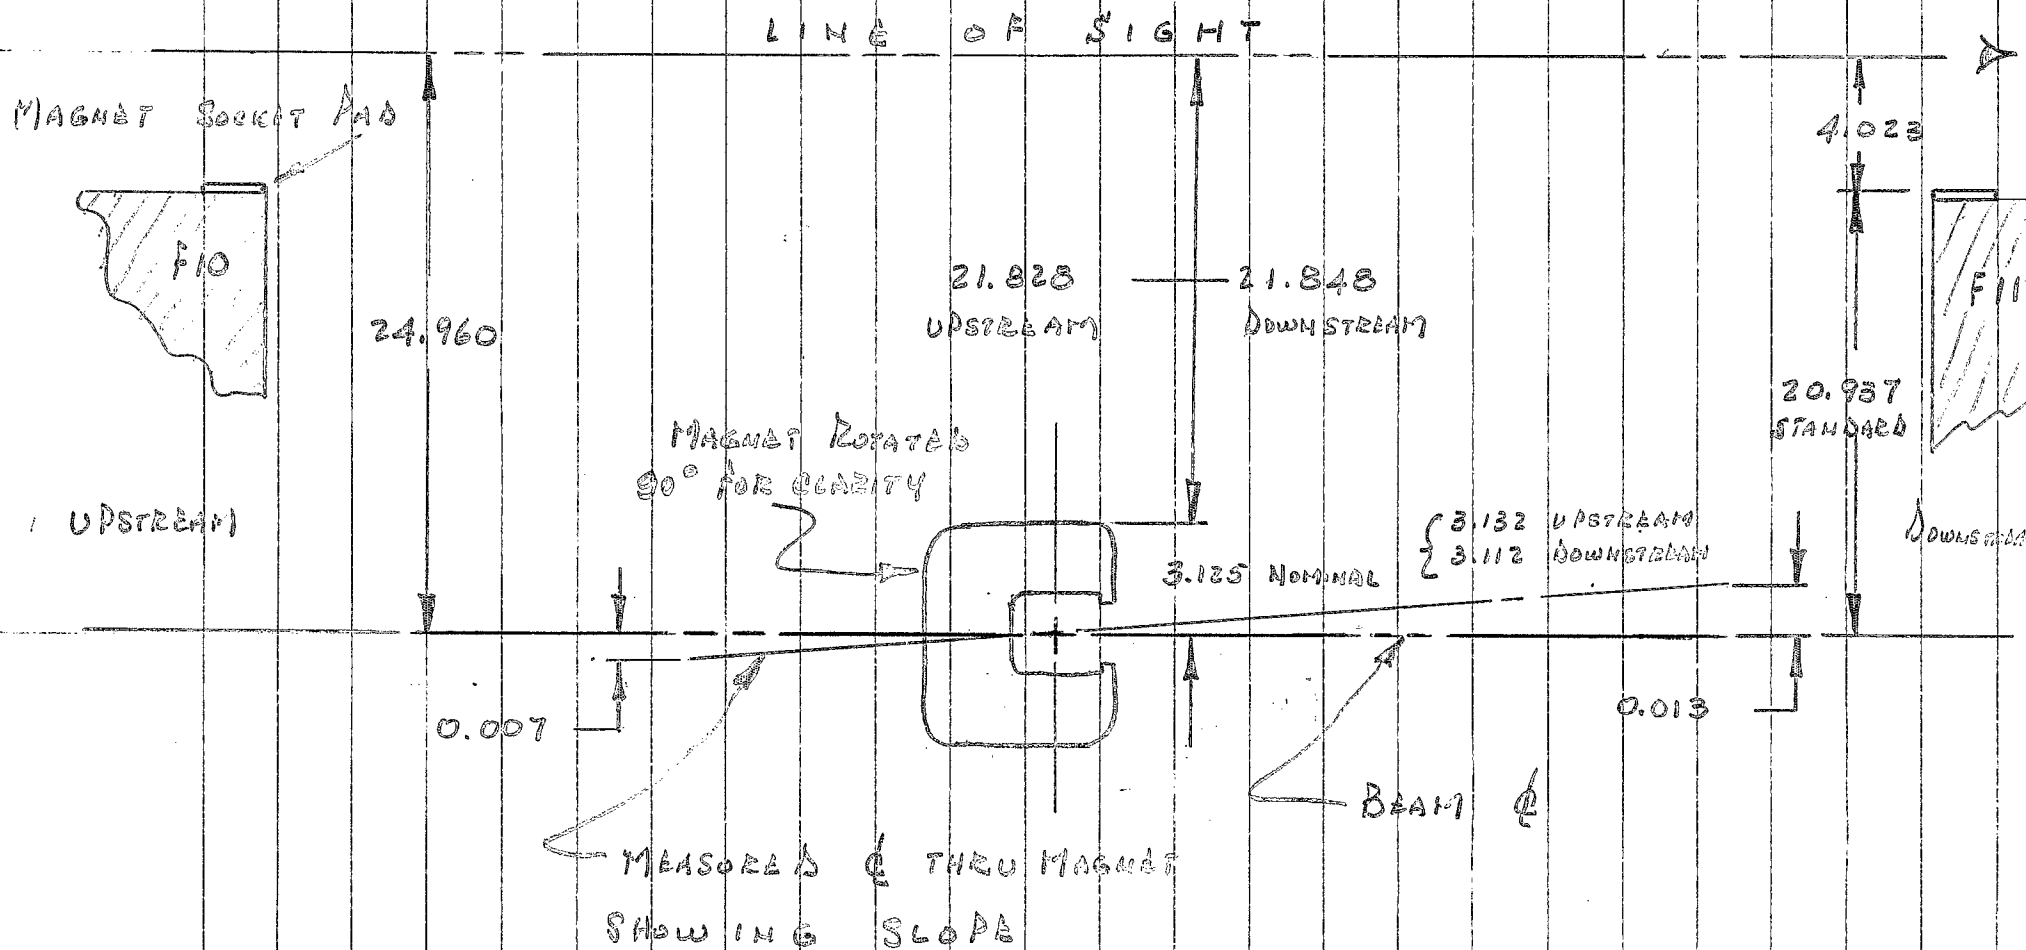 LINE OF SIGHT
MAGNET SOCKET PAD
4.023
F10
21.828
UPSTREAM
21.848
DOWNSTREAM
F11
24.960
20.937
STANDARD
MAGNET ROTATED
90° FOR CLARITY
UPSTREAM
3.125 NOMINAL
3.132 UPSTREAM
3.112 DOWNSTREAM
DOWNSTREAM
0.007
0.013
BEAM ℄
MEASURED ℄ THRU MAGNET
SHOWING SLOPE